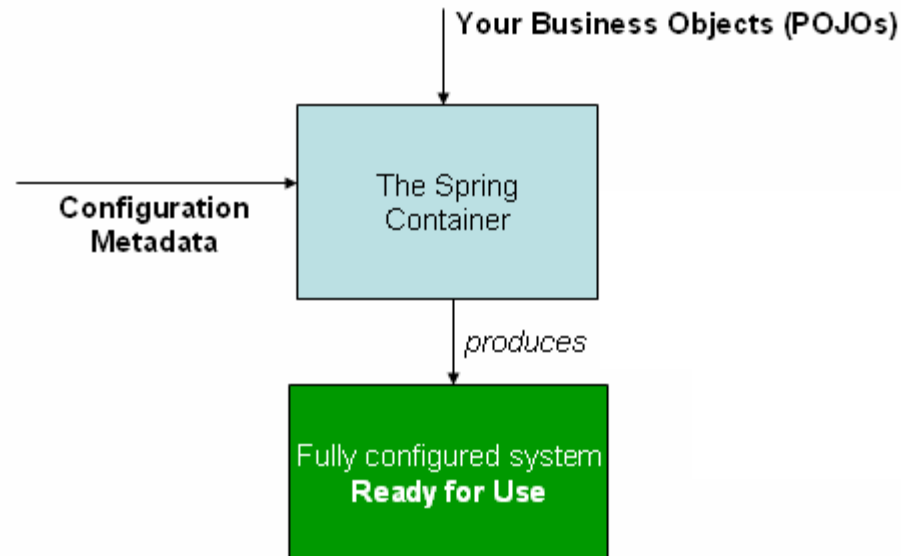 Your Business Objects (POJOs)
The Spring
Container
Configuration
Metadata
produces
Fully configured system
Ready for Use